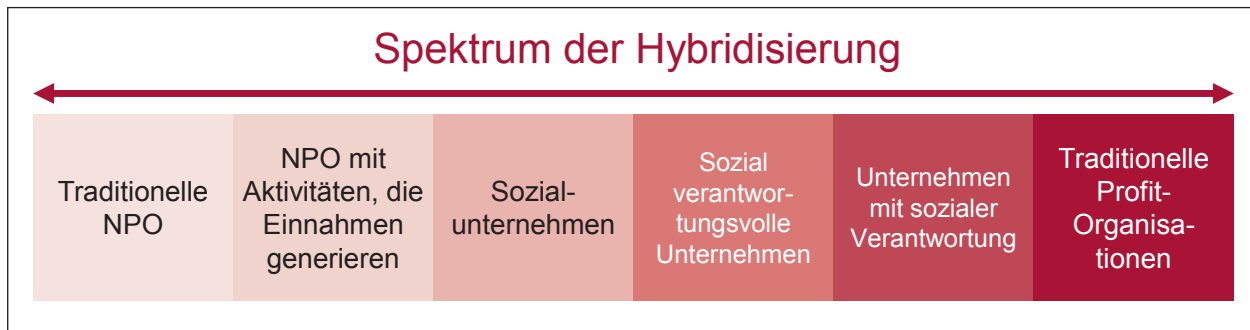 Spektrum der Hybridisierung
Traditionelle
NPO
NPO mit
Aktivitäten, die
Einnahmen
generieren
Sozial-
unternehmen
Sozial
verantwor-
tungsvolle
Unternehmen
Unternehmen
mit sozialer
Verantwortung
Traditionelle
Profit-
Organisa-
tionen